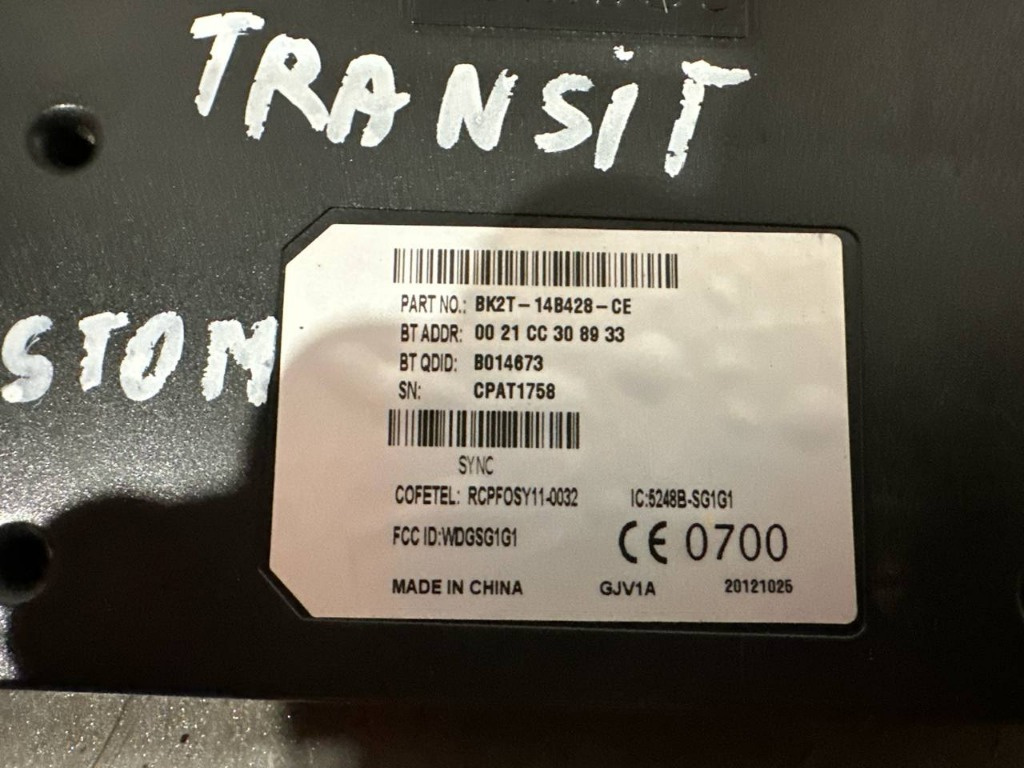 TRANSiT
STOM
PART NO.: BK2T-14B428-CE
BT ADDR: 00 21 CC 30 89 33
BT QDID: B014673
SN: CPAT1758
SYNC
COFETEL: RCPFOSY11-0032 IC:5248B-SG1G1
FCC ID:WDGSG1G1 CE 0700
MADE IN CHINA GJV1A 20121026